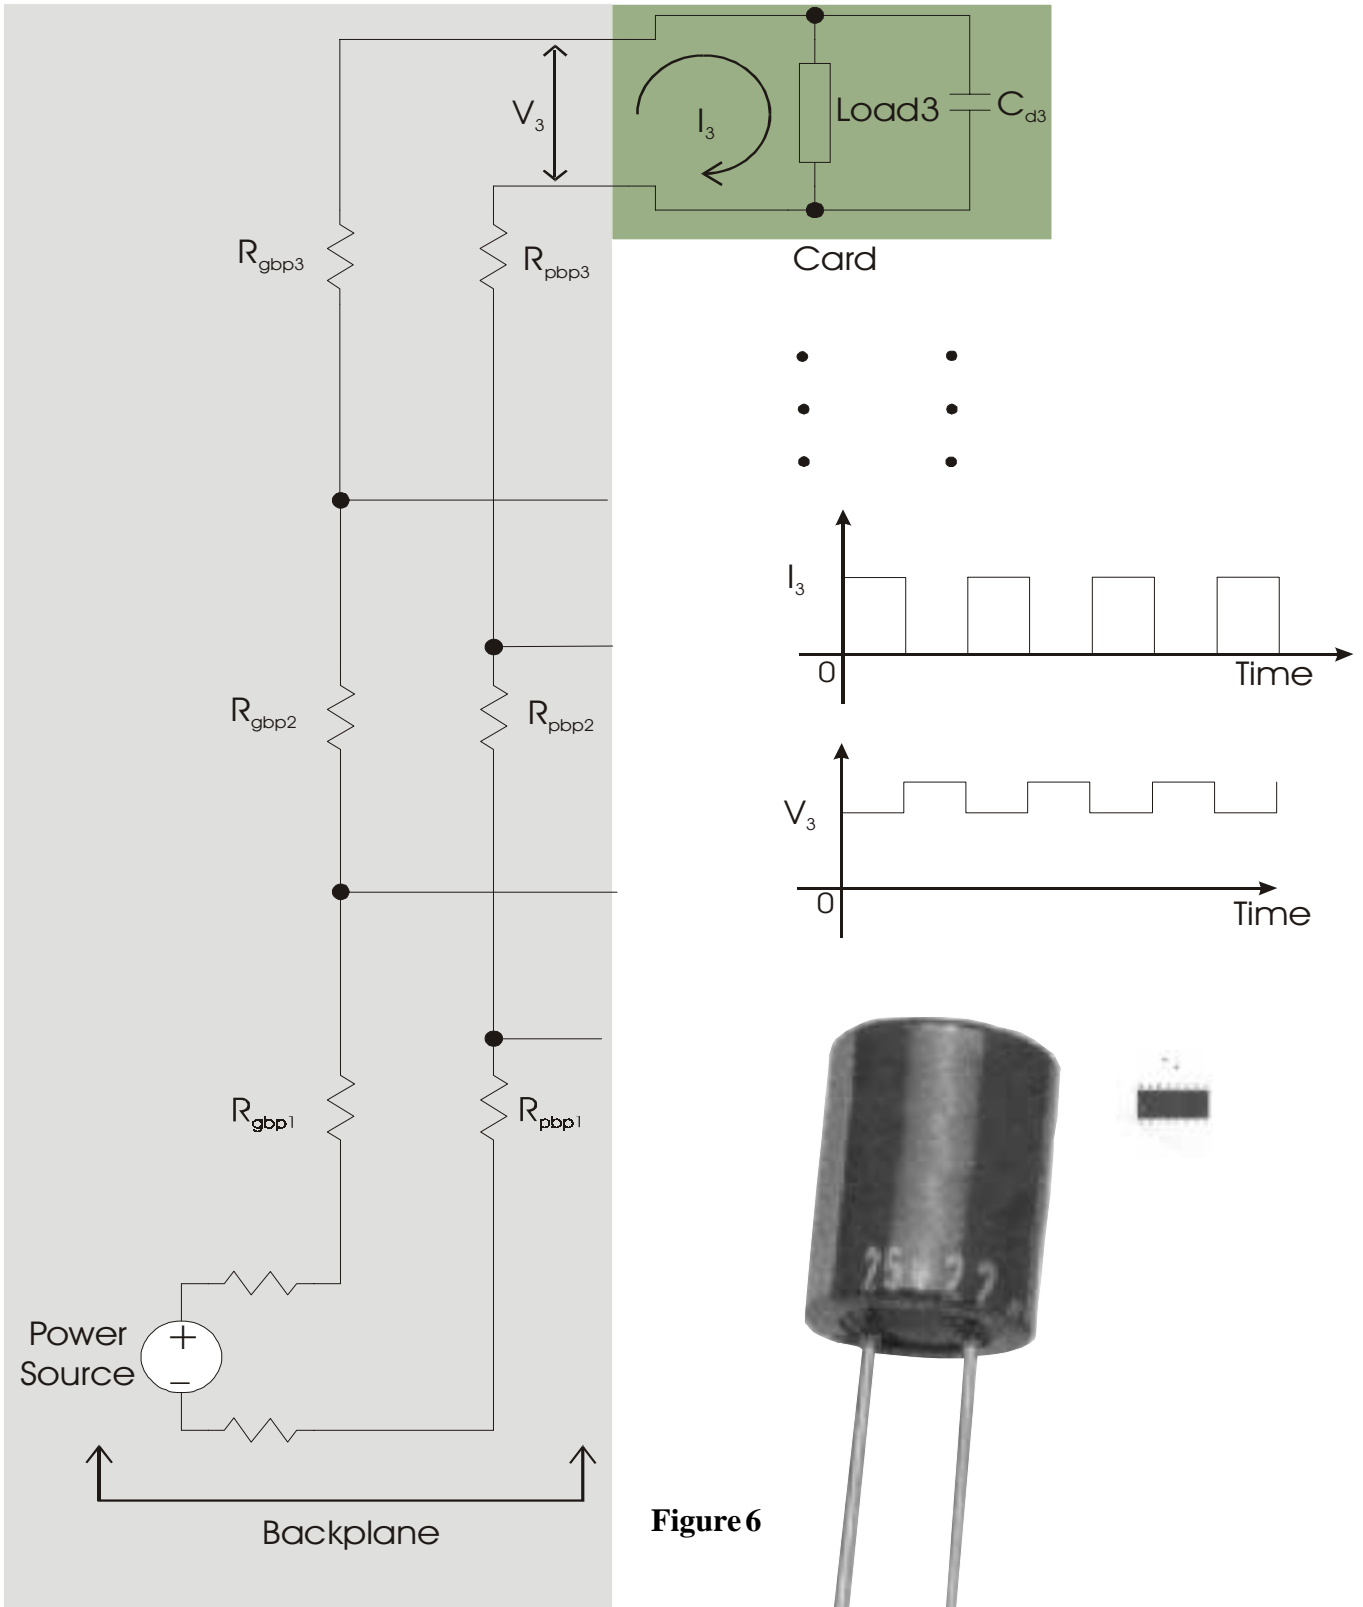 V3
I3
Load3
Cd3
Rgbp3
Rpbp3
Card
I3
0
Time
Rgbp2
Rpbp2
V3
0
Time
Rgbp1
Rpbp1
25
Power
Source
+
−
Backplane
Figure 6